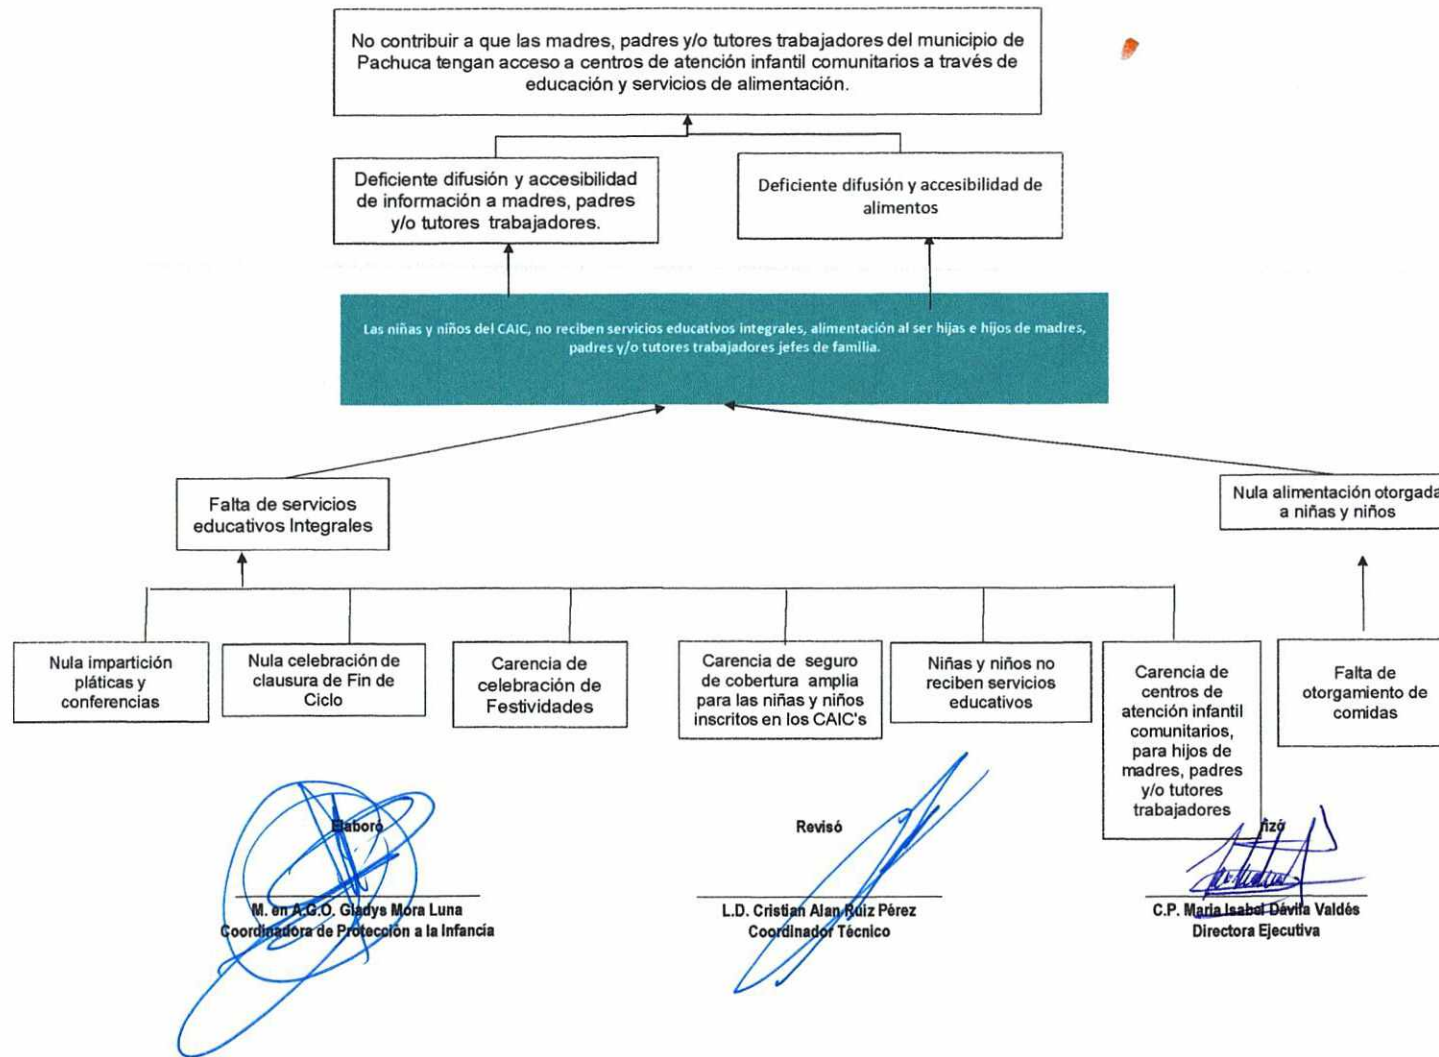 No contribuir a que las madres, padres y/o tutores trabajadores del municipio de
Pachuca tengan acceso a centros de atención infantil comunitarios a través de
educación y servicios de alimentación.
Deficiente difusión y accesibilidad
de información a madres, padres
y/o tutores trabajadores.
Deficiente difusión y accesibilidad de
alimentos
Las niñas y niños del CAIC, no reciben servicios educativos integrales, alimentación al ser hijas e hijos de madres,
padres y/o tutores trabajadores jefes de familia.
Falta de servicios
educativos Integrales
Nula alimentación otorgada
a niñas y niños
Nula impartición
pláticas y
conferencias
Nula celebración de
clausura de Fin de
Ciclo
Carencia de
celebración de
Festividades
Carencia de seguro
de cobertura amplia
para las niñas y niños
inscritos en los CAIC's
Niñas y niños no
reciben servicios
educativos
Carencia de
centros de
atención infantil
comunitarios,
para hijos de
madres, padres
y/o tutores
trabajadores
Falta de
otorgamiento de
comidas
Elaboró
M. en A.G.O. Gladys Mora Luna
Coordinadora de Protección a la Infancia
Revisó
L.D. Cristian Alan Ruiz Pérez
Coordinador Técnico
C.P. Maria Isabel Dávila Valdés
Directora Ejecutiva